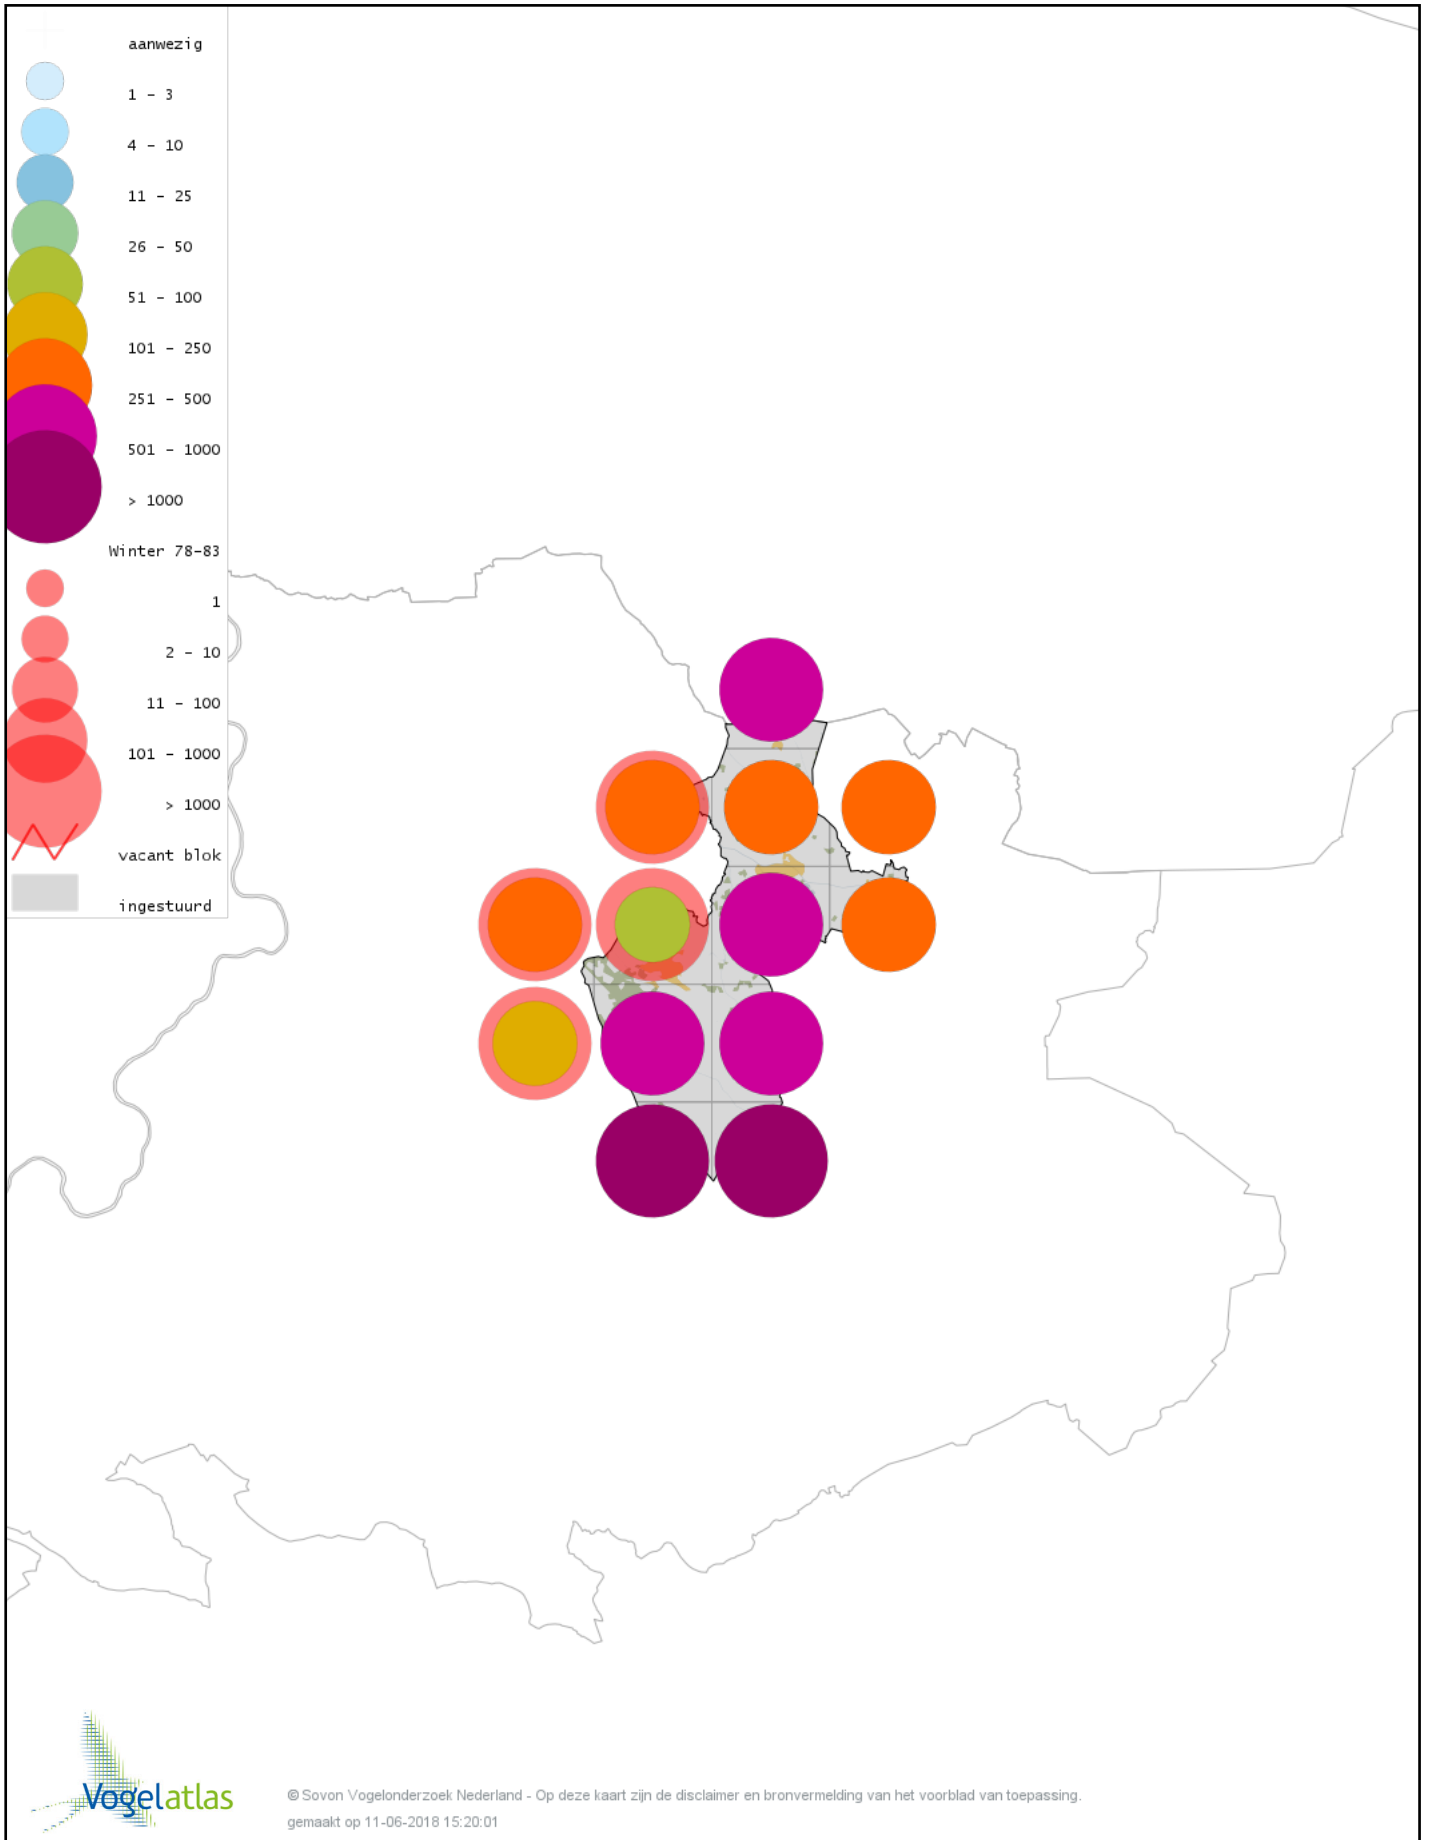 aanwezig
1 – 3
4 – 10
11 – 25
26 – 50
51 – 100
101 – 250
251 – 500
501 – 1000
> 1000
Winter 78–83
1
2 – 10
11 – 100
101 – 1000
> 1000
vacant blok
ingestuurd
Vogelatlas
© Sovon Vogelonderzoek Nederland - Op deze kaart zijn de disclaimer en bronvermelding van het voorblad van toepassing.
gemaakt op 11-06-2018 15:20:01